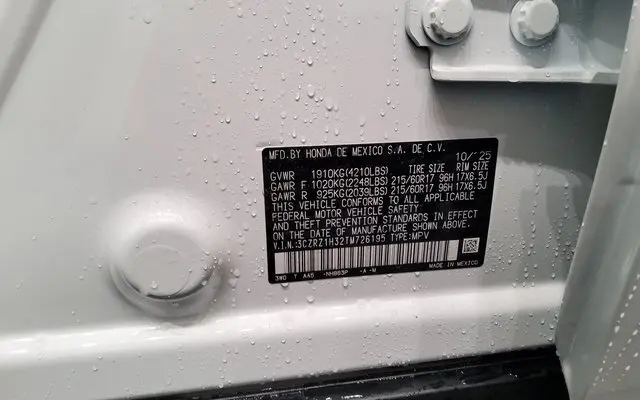 MFD.BY HONDA DE MEXICO S.A. DE C.V.
10/'25
GVWR 1910KG(4210LBS) TIRE SIZE RIM SIZE
GAWR F 1020KG(2248LBS) 215/60R17 96H 17X6.5J
GAWR R 925KG(2039LBS) 215/60R17 96H 17X6.5J
THIS VEHICLE CONFORMS TO ALL APPLICABLE
FEDERAL MOTOR VEHICLE SAFETY
AND THEFT PREVENTION STANDARDS IN EFFECT
ON THE DATE OF MANUFACTURE SHOWN ABOVE.
V.I.N.:3CZRZ1H32TM726195 TYPE:MPV
3W0 Y AA5 -NH883P -A -M MADE IN MEXICO